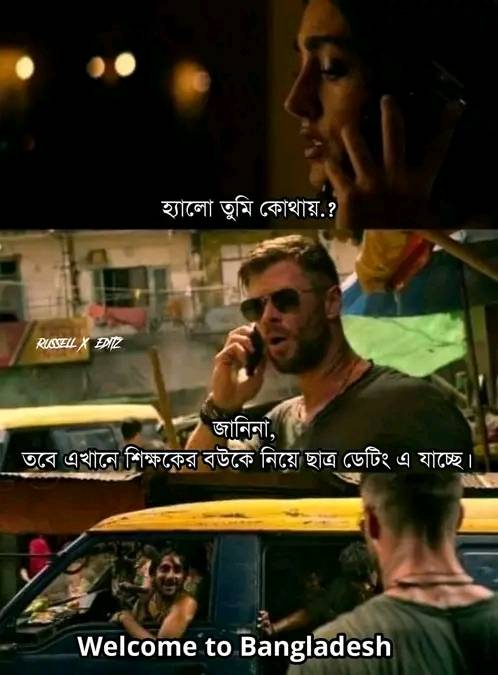 হ্যালো তুমি কোথায়.?
RUSSELL X EDITZ
জানিনা,
তবে এখানে শিক্ষকের বউকে নিয়ে ছাত্র ডেটিং এ যাচ্ছে।
Welcome to Bangladesh